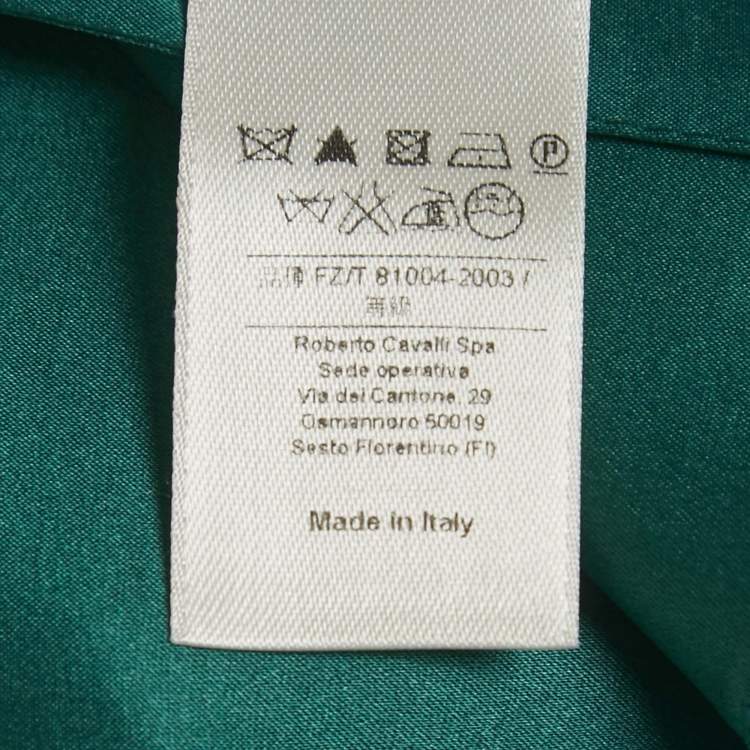 P
FZ/T 81004-2003 /
Roberto Cavalli Spa
Sede operativa
Via del Cantone, 29
Osmannoro 50019
Sesto Fiorentino (FI)
Made in Italy